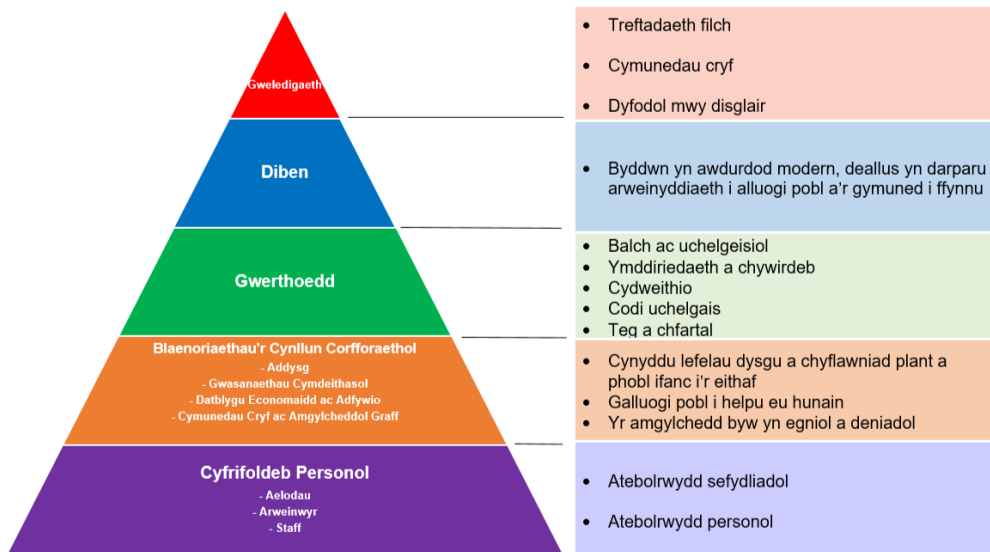 Gweledigaeth
• Treftadaeth filch
• Cymunedau cryf
• Dyfodol mwy disglair
Diben
• Byddwn yn awdurdod modern, deallus yn darparu
arweinyddiaeth i alluogi pobl a'r gymuned i ffynnu
Gwerthoedd
• Balch ac uchelgeisiol
• Ymddiriedaeth a chywirdeb
• Cydweithio
• Codi uchelgais
• Teg a chfartal
Blaenoriaethau'r Cynllun Corfforaethol
- Addysg
- Gwasanaethau Cymdeithasol
- Datblygu Economaidd ac Adfywio
- Cymunedau Cryf ac Amgylcheddol Graff
• Cynyddu lefelau dysgu a chyflawniad plant a
phobl ifanc i'r eithaf
• Galluogi pobl i helpu eu hunain
• Yr amgylchedd byw yn egniol a deniadol
Cyfrifoldeb Personol
- Aelodau
- Arweinwyr
- Staff
• Atebolrwydd sefydliadol
• Atebolrwydd personol